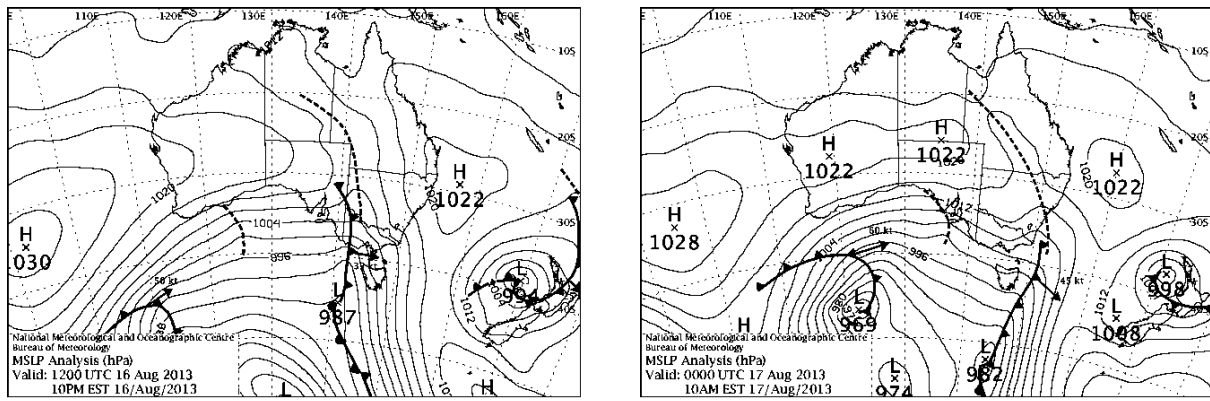 110E 120E 130E 140E 150E 160E
10S
20S
30S
40S
H
1022
H
030
1020
1020
1004
996
50 kt
L
987
1012
L
L
H
National Meteorological and Oceanographic Centre
Bureau of Meteorology
MSLP Analysis (hPa)
Valid: 1200 UTC 16 Aug 2013
10PM EST 16/Aug/2013
110E 120E 130E 140E 150E 160E
10S
20S
30S
40S
H
1022
H
1022
H
1022
H
1028
1020
1012
1004
996
980
50 kt
45 kt
L
969
L
998
1012
L
1008
H
L
982
L
974
National Meteorological and Oceanographic Centre
Bureau of Meteorology
MSLP Analysis (hPa)
Valid: 0000 UTC 17 Aug 2013
10AM EST 17/Aug/2013